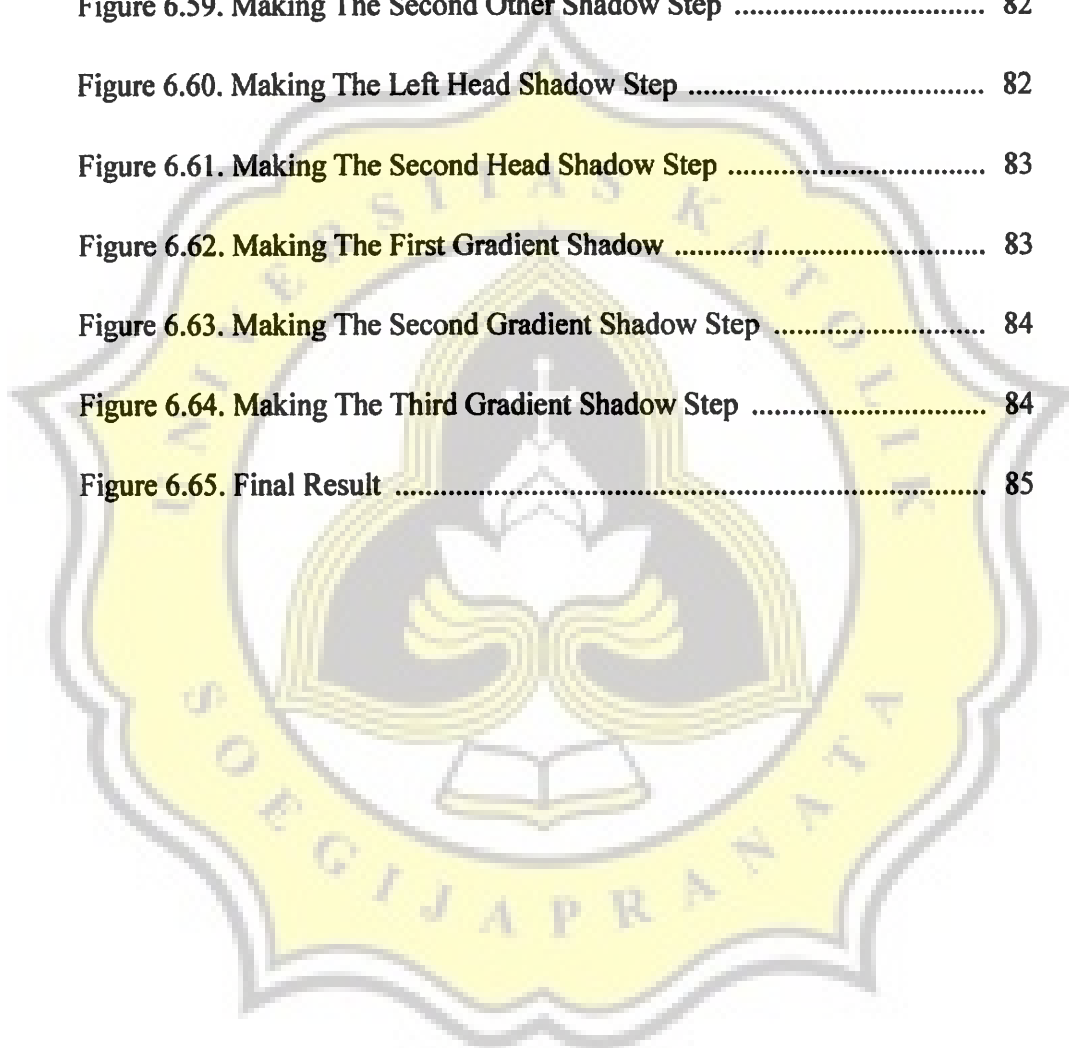 Figure 6.59. Making The Second Other Shadow Step .................................. 82
Figure 6.60. Making The Left Head Shadow Step ........................................ 82
Figure 6.61. Making The Second Head Shadow Step ................................... 83
Figure 6.62. Making The First Gradient Shadow .......................................... 83
Figure 6.63. Making The Second Gradient Shadow Step ............................. 84
Figure 6.64. Making The Third Gradient Shadow Step ................................ 84
Figure 6.65. Final Result ................................................................................ 85
UNIVERSITAS KATOLIK
SOEGIJAPRANATA